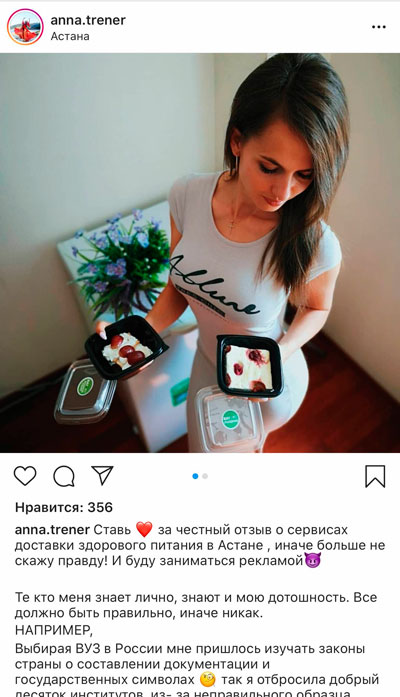 anna.trener
Астана
Allure
Нравится: 356
anna.trener Ставь ❤️ за честный отзыв о сервисах
доставки здорового питания в Астане , иначе больше не
скажу правду! И буду заниматься рекламой😈
Те кто меня знает лично, знают и мою дотошность. Все
должно быть правильно, иначе никак.
НАПРИМЕР,
Выбирая ВУЗ в России мне пришлось изучать законы
страны о составлении документации и
государственных символах 🧐 так я отбросила добрый
десяток институтов, из- за неправильного образца